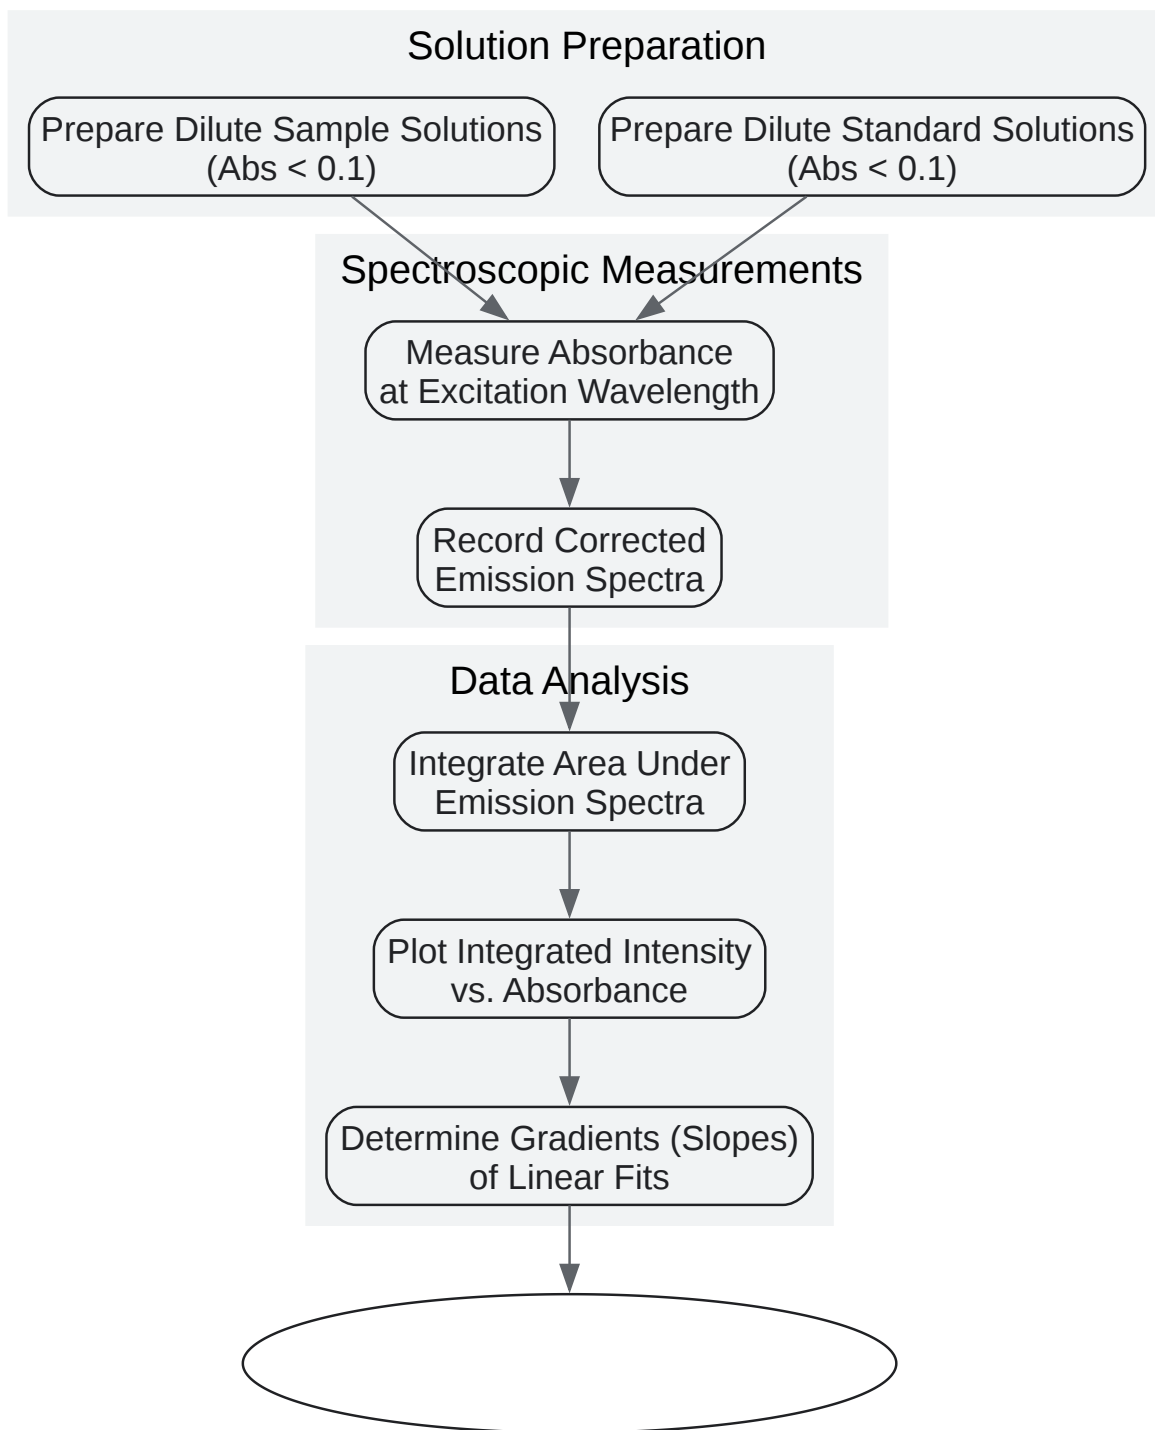 Solution Preparation
Prepare Dilute Sample Solutions
(Abs < 0.1)
Prepare Dilute Standard Solutions
(Abs < 0.1)
Spectroscopic Measurements
Measure Absorbance
at Excitation Wavelength
Record Corrected
Emission Spectra
Data Analysis
Integrate Area Under
Emission Spectra
Plot Integrated Intensity
vs. Absorbance
Determine Gradients (Slopes)
of Linear Fits